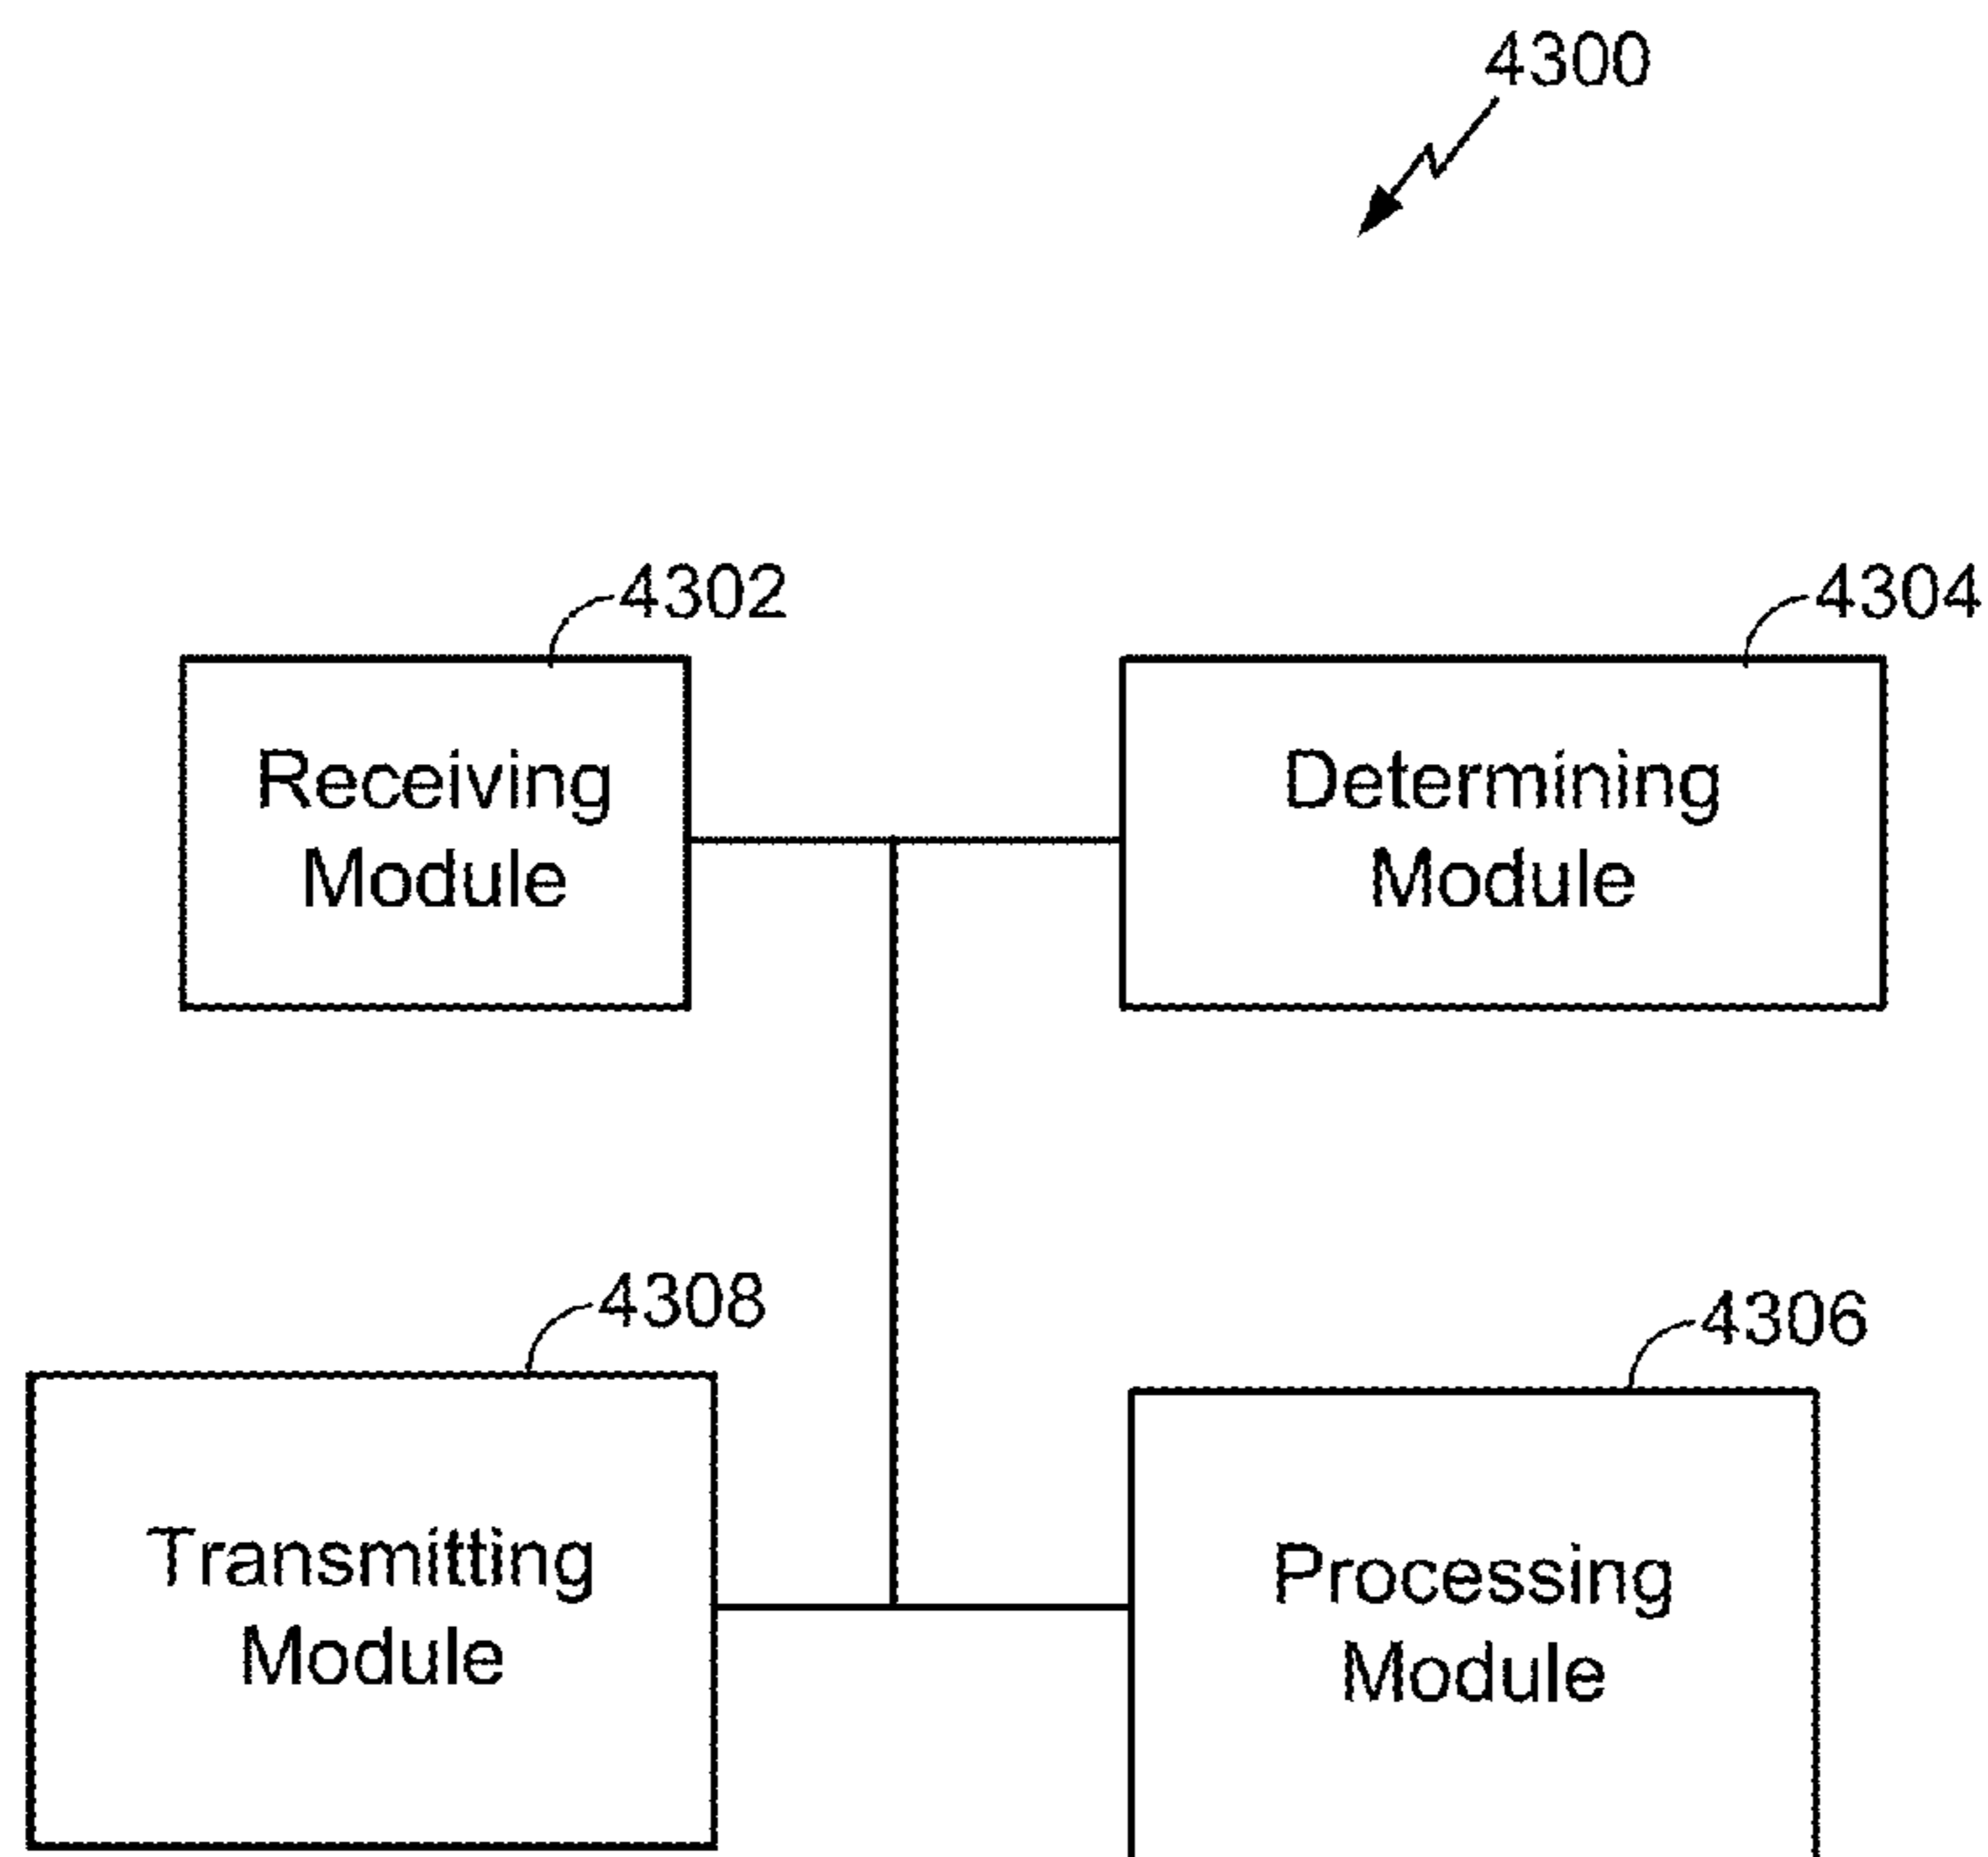 4300
4302
4304
Receiving
Module
Determining
Module
4308
4306
Transmitting
Module
Processing
Module